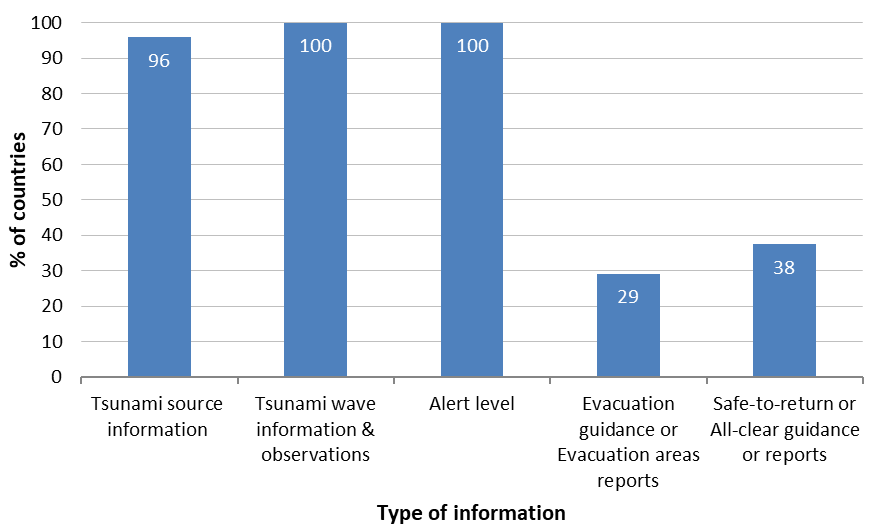 100
90
80
70
60
50
40
30
20
10
0
% of countries
96
100
100
29
38
Tsunami source
information
Tsunami wave
information &
observations
Alert level
Evacuation
guidance or
Evacuation areas
reports
Safe-to-return or
All-clear guidance
or reports
Type of information